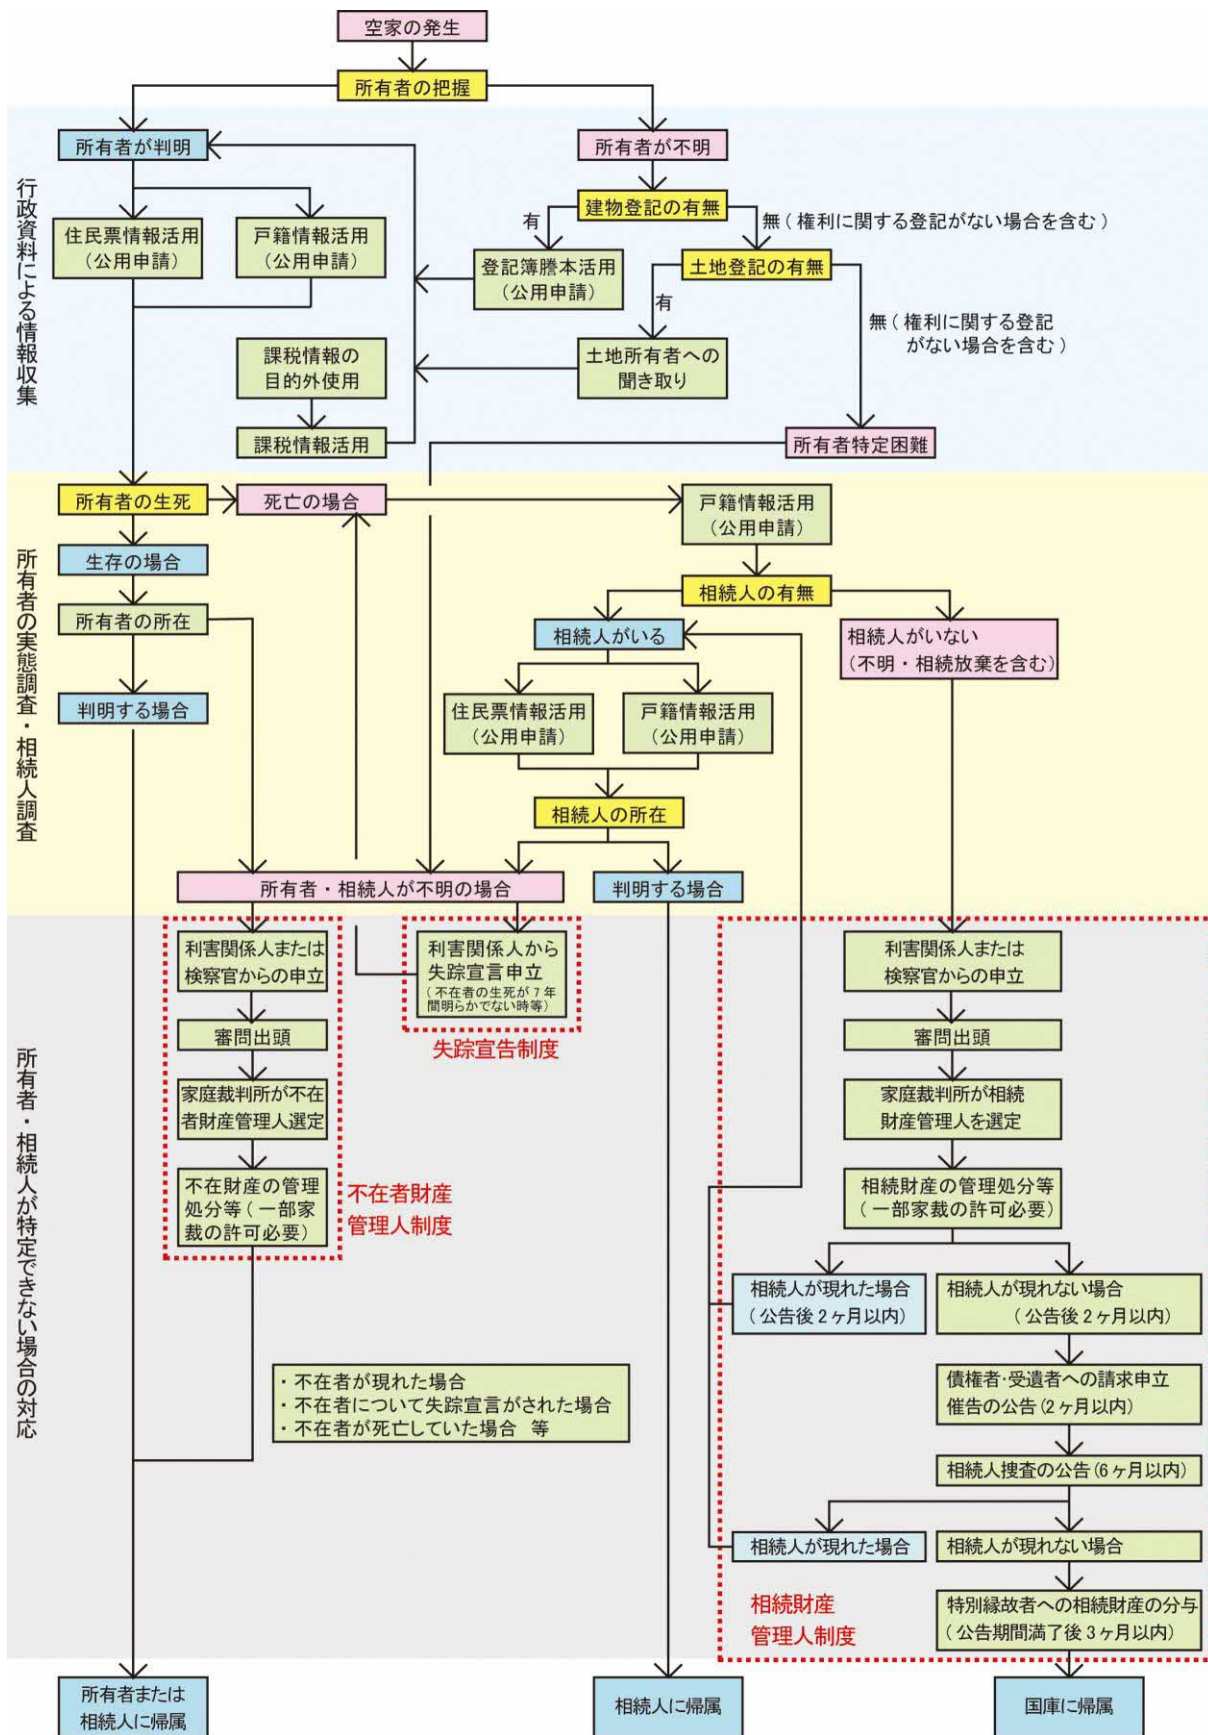 空家の発生
所有者の把握
行政資料による情報収集
所有者が判明
所有者が不明
建物登記の有無
有
無（権利に関する登記がない場合を含む）
住民票情報活用
（公用申請）
戸籍情報活用
（公用申請）
登記簿謄本活用
（公用申請）
土地登記の有無
有
無（権利に関する登記
がない場合を含む）
課税情報の
目的外使用
土地所有者への
聞き取り
課税情報活用
所有者特定困難
所有者の実態調査・相続人調査
所有者の生死
死亡の場合
戸籍情報活用
（公用申請）
生存の場合
相続人の有無
所有者の所在
相続人がいる
相続人がいない
（不明・相続放棄を含む）
判明する場合
住民票情報活用
（公用申請）
戸籍情報活用
（公用申請）
相続人の所在
所有者・相続人が不明の場合
判明する場合
所有者・相続人が特定できない場合の対応
利害関係人または
検察官からの申立
審問出頭
家庭裁判所が不在
者財産管理人選定
不在財産の管理
処分等（一部家
裁の許可必要）
不在者財産
管理人制度
利害関係人から
失踪宣言申立
（不在者の生死が7年
間明らかでない時等）
失踪宣告制度
利害関係人または
検察官からの申立
審問出頭
家庭裁判所が相続
財産管理人を選定
相続財産の管理処分等
（一部家裁の許可必要）
相続人が現れた場合
（公告後2ヶ月以内）
相続人が現れない場合
（公告後2ヶ月以内）
債権者・受遺者への請求申立
催告の公告（2ヶ月以内）
相続人捜査の公告（6ヶ月以内）
相続人が現れた場合
相続人が現れない場合
特別縁故者への相続財産の分与
（公告期間満了後3ヶ月以内）
相続財産
管理人制度
・不在者が現れた場合
・不在者について失踪宣言がされた場合
・不在者が死亡していた場合　等
所有者または
相続人に帰属
相続人に帰属
国庫に帰属